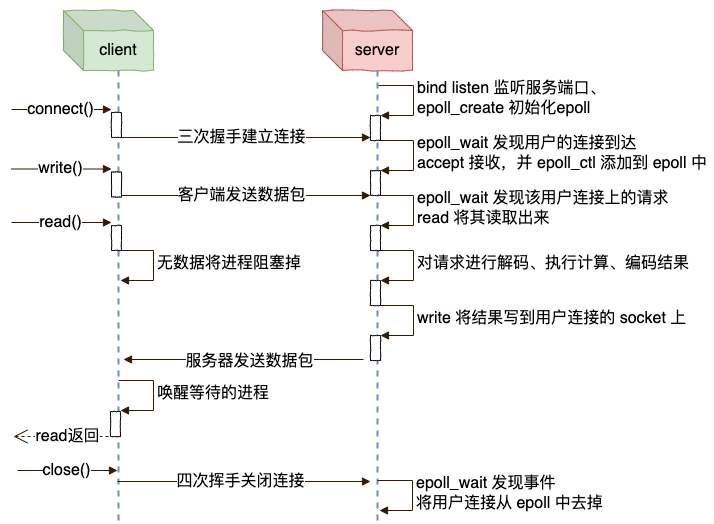 client
server
bind listen 监听服务端口、
epoll_create 初始化epoll
connect()
三次握手建立连接
epoll_wait 发现用户的连接到达
accept 接收，并 epoll_ctl 添加到 epoll 中
write()
客户端发送数据包
epoll_wait 发现该用户连接上的请求
read 将其读取出来
read()
无数据将进程阻塞掉
对请求进行解码、执行计算、编码结果
write 将结果写到用户连接的 socket 上
服务器发送数据包
唤醒等待的进程
read返回
close()
四次挥手关闭连接
epoll_wait 发现事件
将用户连接从 epoll 中去掉